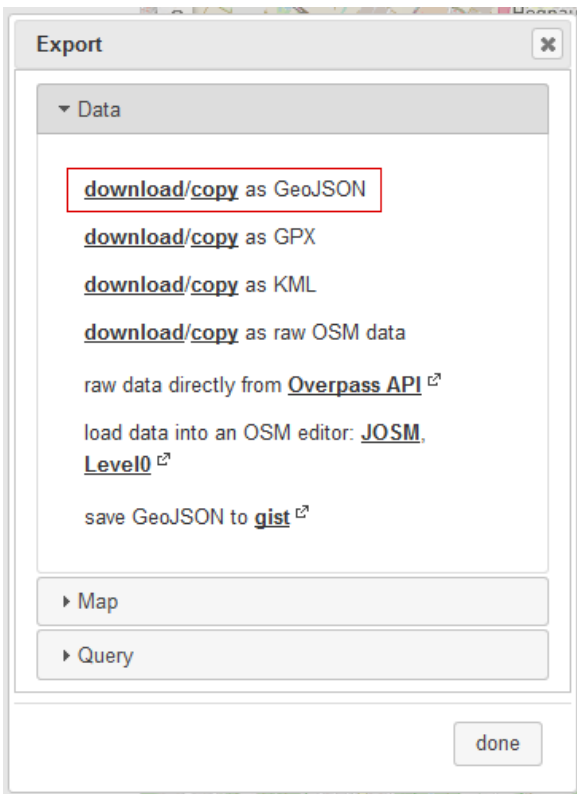 Export
Data
download/copy as GeoJSON
download/copy as GPX
download/copy as KML
download/copy as raw OSM data
raw data directly from Overpass API
load data into an OSM editor: JOSM,
Level0
save GeoJSON to gist
Map
Query
done